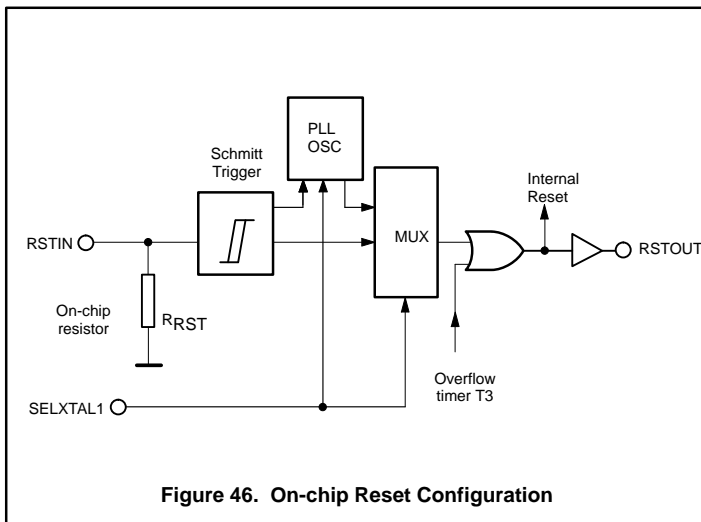 PLL
OSC
Schmitt
Trigger
Internal
Reset
MUX
RSTIN
RSTOUT
On-chip
resistor
RRST
Overflow
timer T3
SELXTAL1
Figure 46. On-chip Reset Configuration